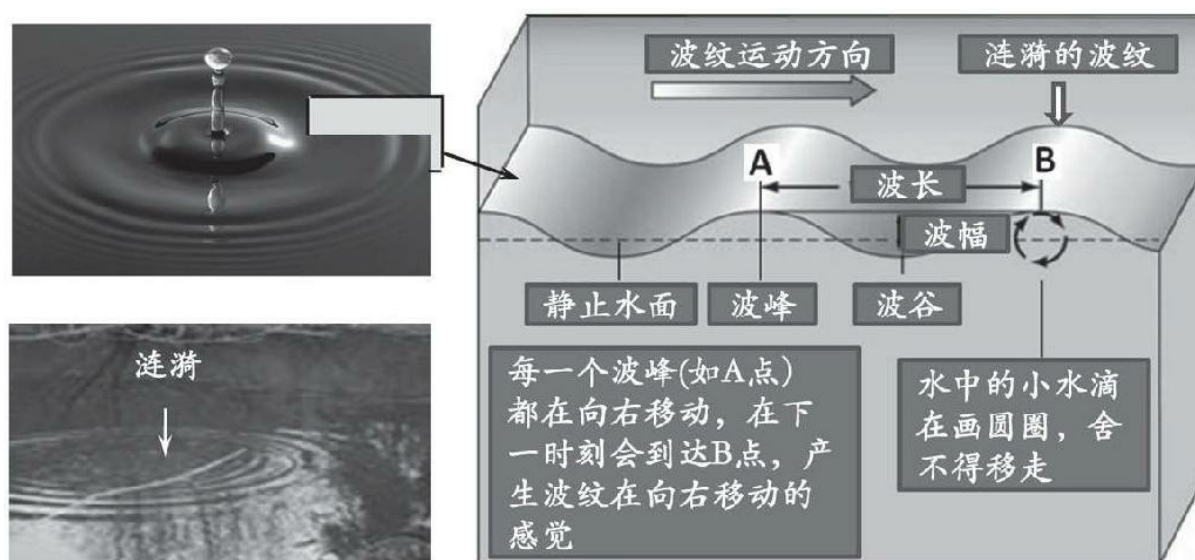 波纹运动方向
涟漪的波纹
A
B
波长
波幅
静止水面
波峰
波谷
涟漪
每一个波峰(如A点)
都在向右移动，在下
一时刻会到达B点，产
生波纹在向右移动的
感觉
水中的小水滴
在画圆圈，舍
不得移走